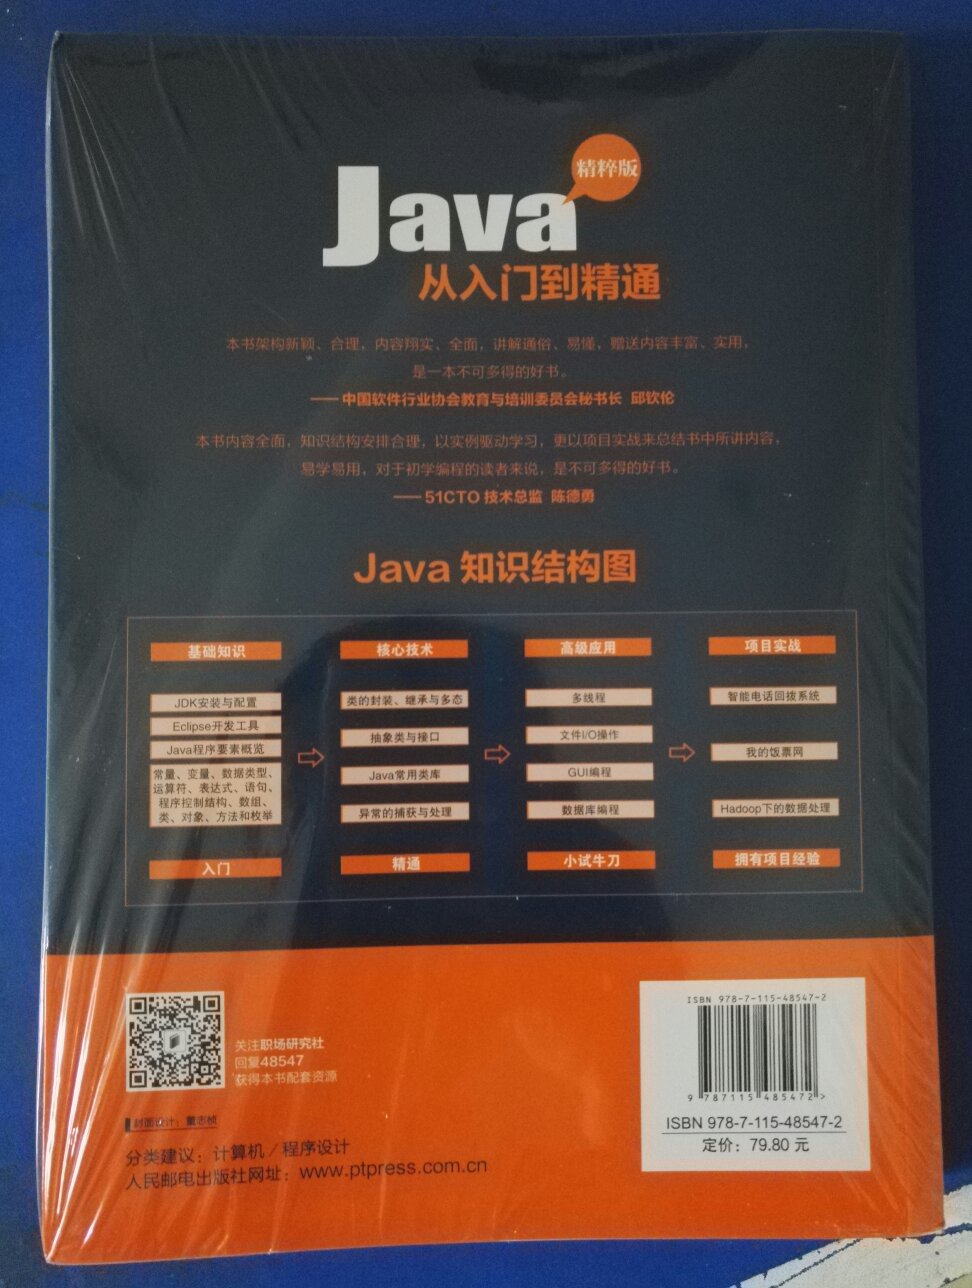 Java
精粹版
从入门到精通
本书架构新颖、合理，内容翔实、全面，讲解通俗、易懂，赠送内容丰富、实用，
是一本不可多得的好书。
—— 中国软件行业协会教育与培训委员会秘书长 邱钦伦
本书内容全面，知识结构安排合理，以实例驱动学习，更以项目实战来总结书中所讲内容，
易学易用，对于初学编程的读者来说，是不可多得的好书。
—— 51CTO 技术总监 陈德勇
Java 知识结构图
基础知识
JDK安装与配置
Eclipse开发工具
Java程序要素概览
常量、变量、数据类型、
运算符、表达式、语句、
程序控制结构、数组、
类、对象、方法和枚举
入门
核心技术
类的封装、继承与多态
抽象类与接口
Java常用类库
异常的捕获与处理
精通
高级应用
多线程
文件I/O操作
GUI编程
数据库编程
小试牛刀
项目实战
智能电话回拨系统
我的饭票网
Hadoop下的数据处理
拥有项目经验
关注职场研究社
回复48547
获得本书配套资源
封面设计：董志桢
分类建议：计算机／程序设计
人民邮电出版社网址：www.ptpress.com.cn
ISBN 978-7-115-48547-2
9 787115 485472 >
ISBN 978-7-115-48547-2
定价：79.80 元